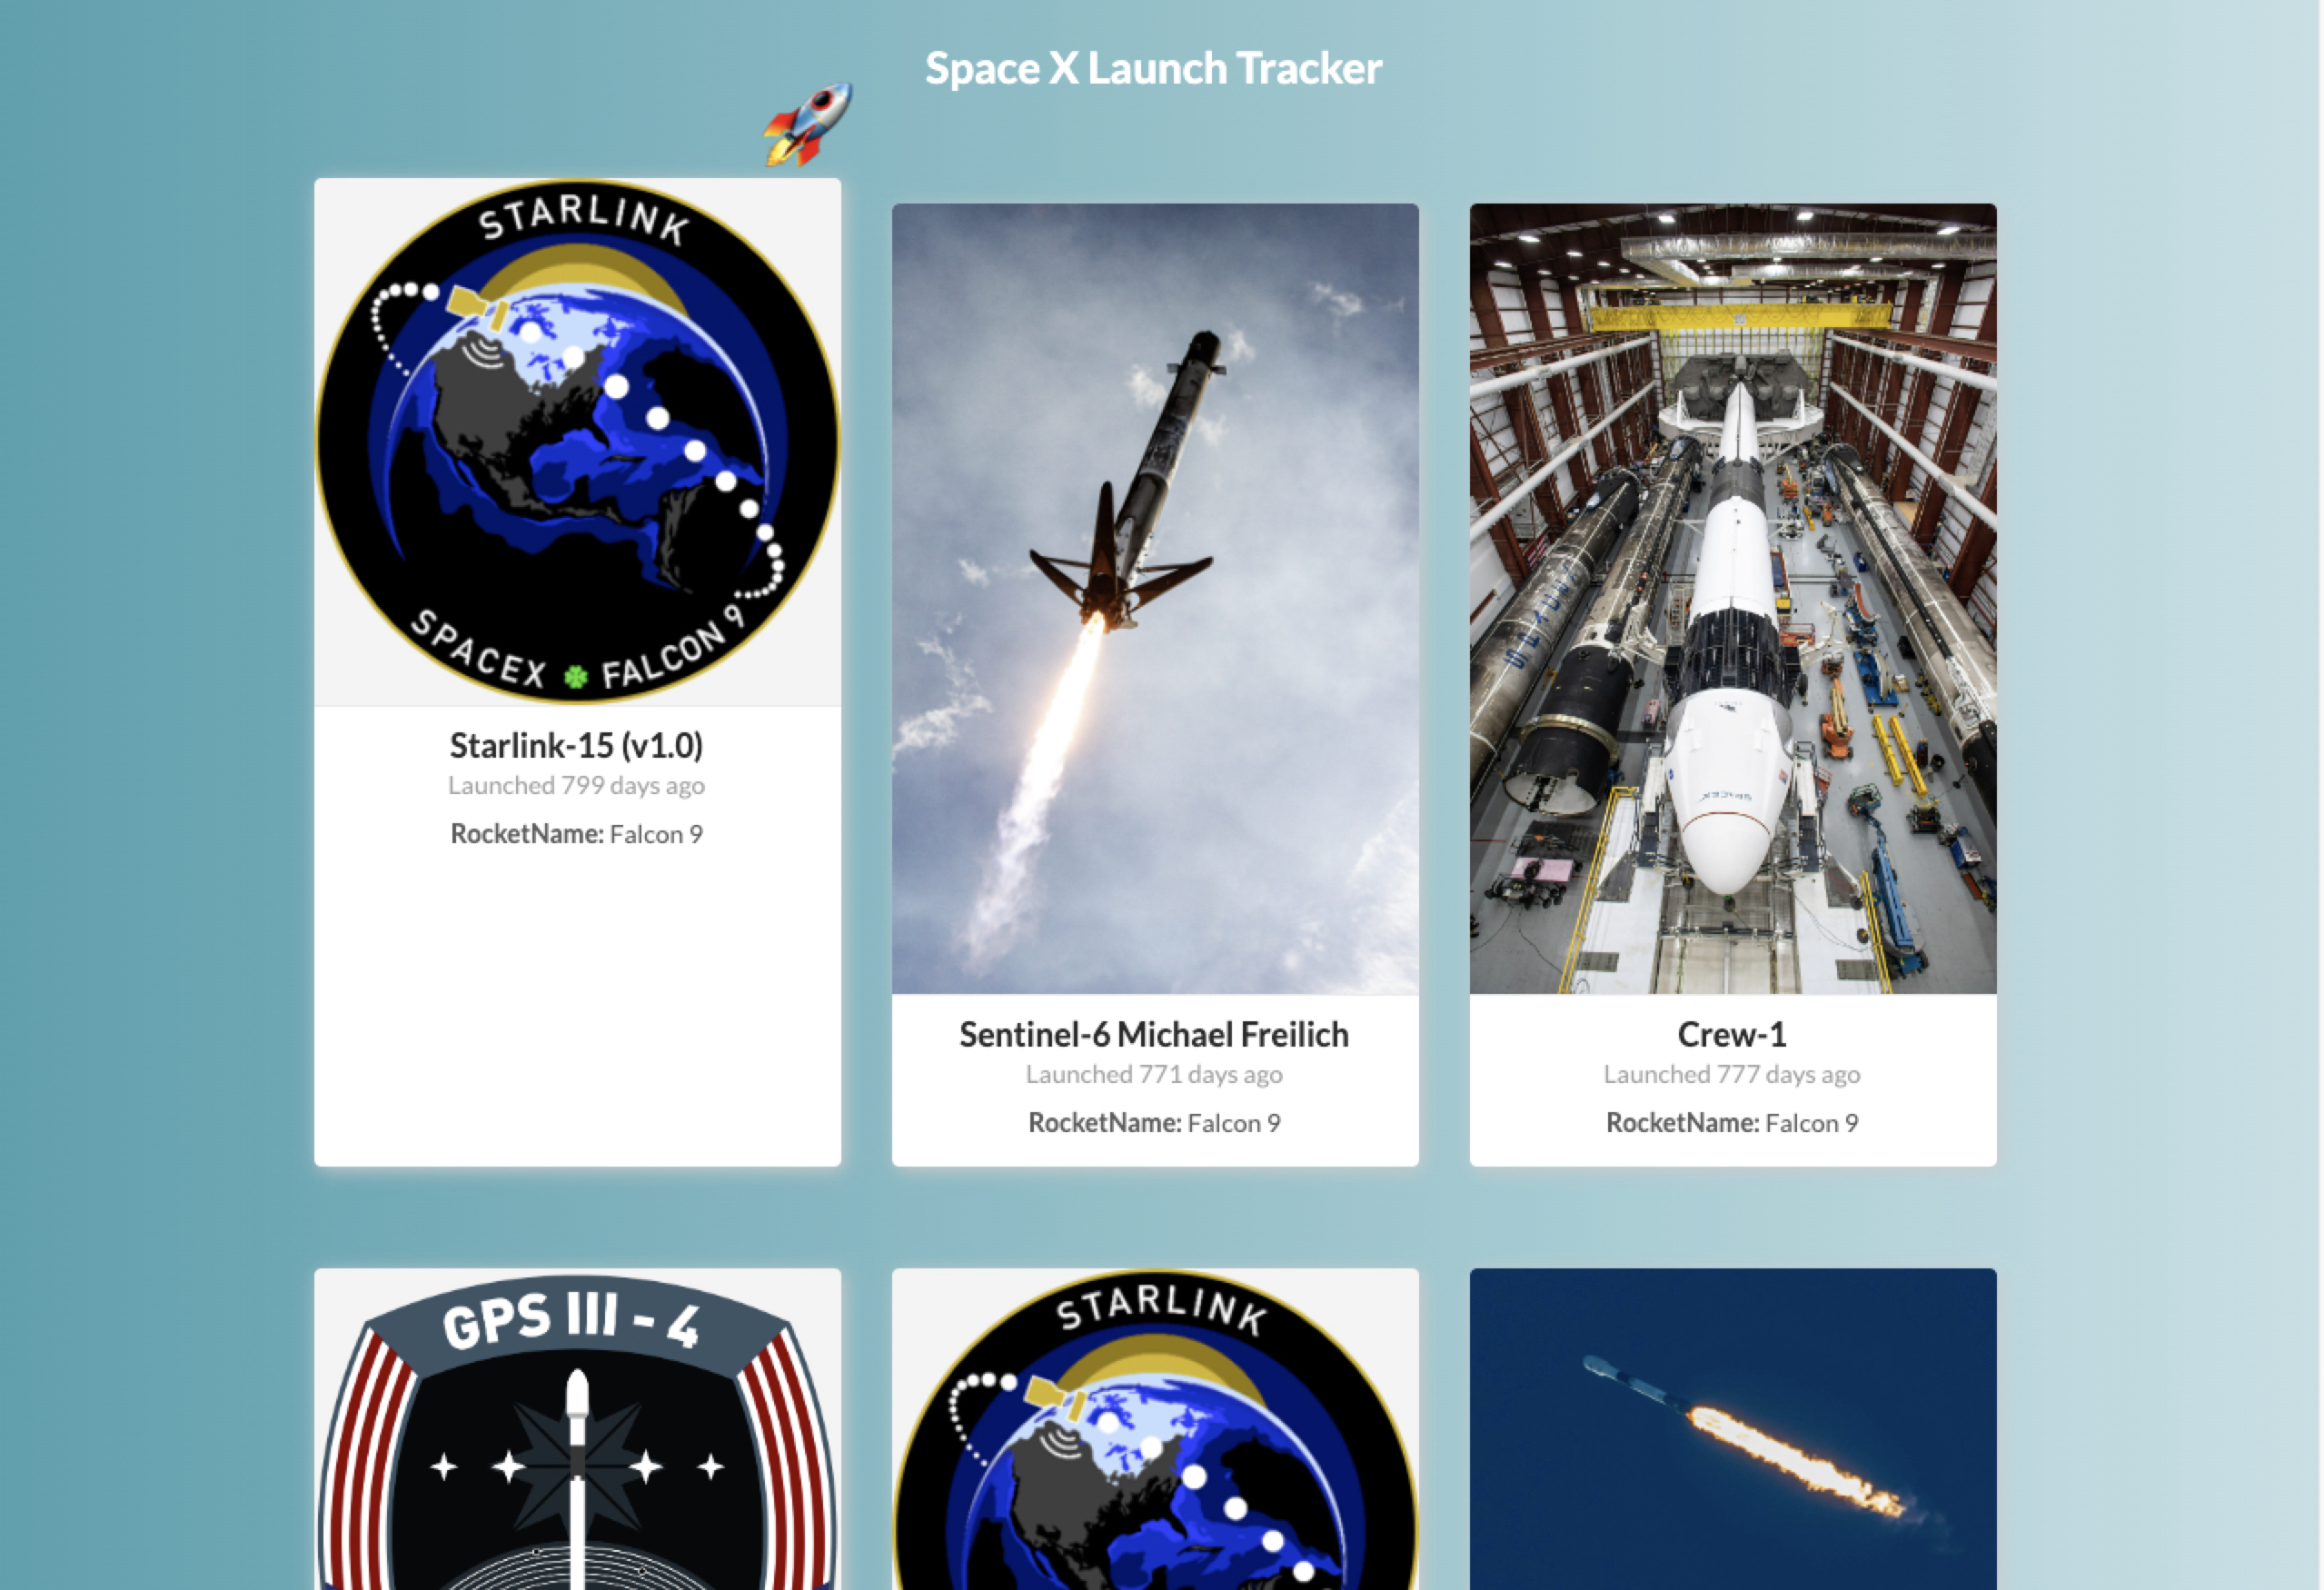 Space X Launch Tracker
STARLINK
SPACEX FALCON 9
Starlink-15 (v1.0)
Launched 799 days ago
RocketName: Falcon 9
Sentinel-6 Michael Freilich
Launched 771 days ago
RocketName: Falcon 9
SPACEX
Crew-1
Launched 777 days ago
RocketName: Falcon 9
GPS III - 4
STARLINK